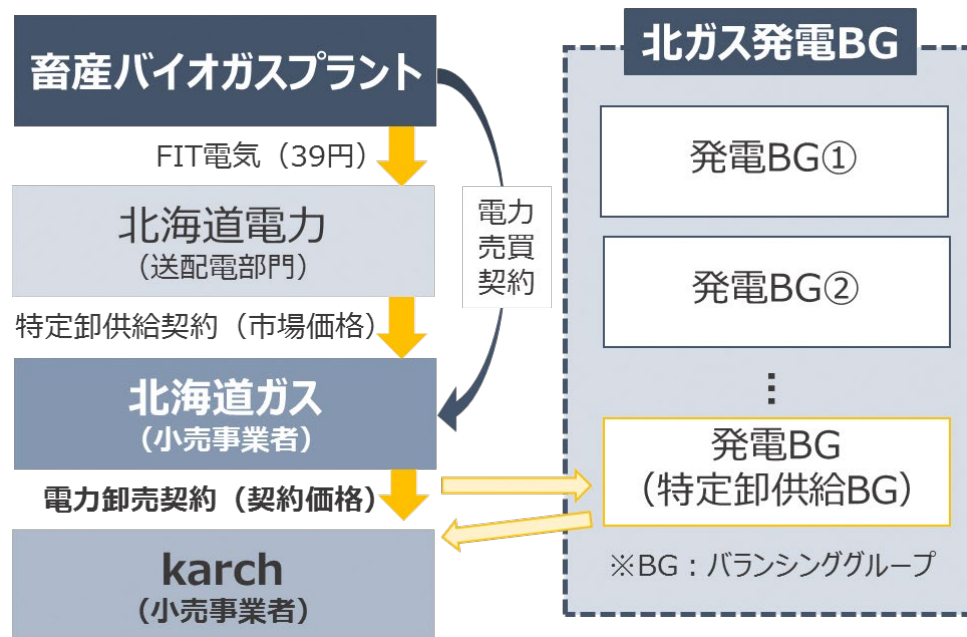 畜産バイオガスプラント
FIT電気（39円）
北海道電力
（送配電部門）
電力
売買
契約
特定卸供給契約（市場価格）
北海道ガス
（小売事業者）
電力卸売契約（契約価格）
karch
（小売事業者）
北ガス発電BG
発電BG①
発電BG②
⋮
発電BG
（特定卸供給BG）
※BG：バランシンググループ